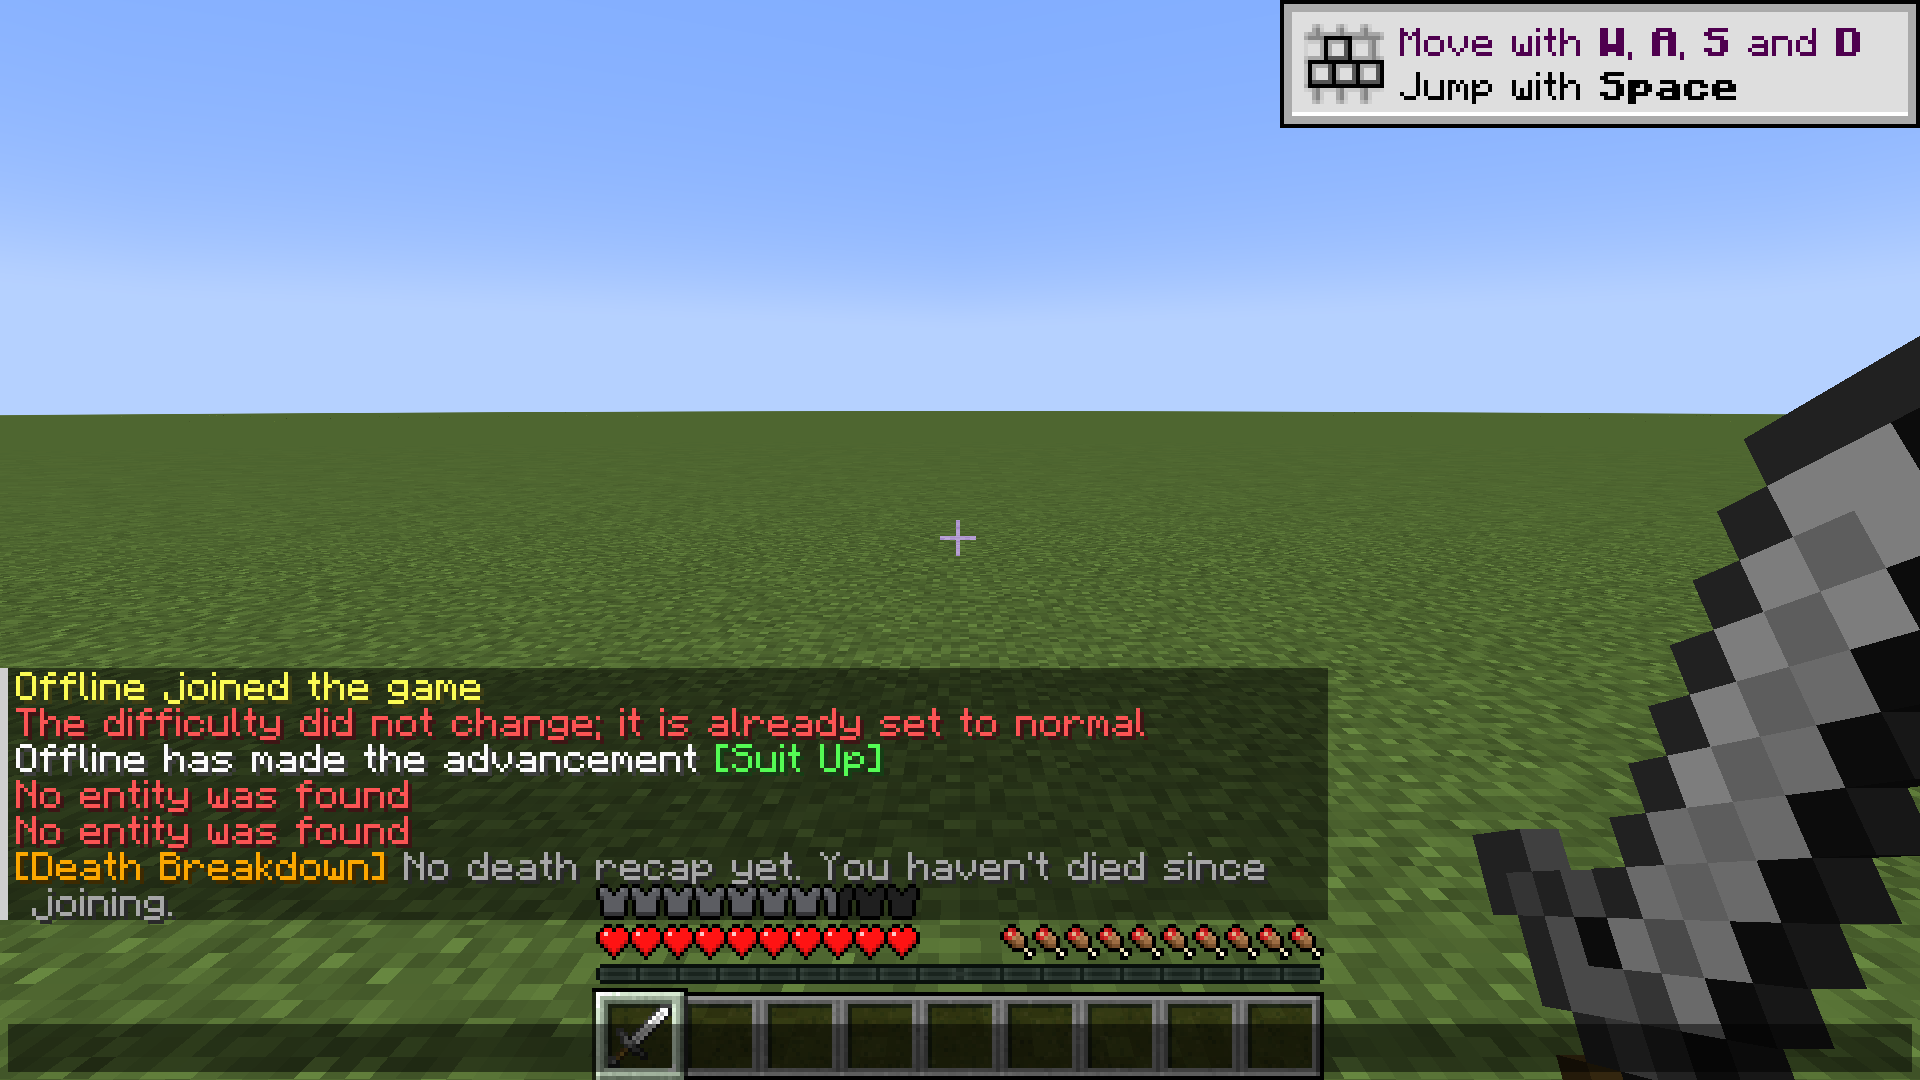 Move with W, A, S and D
Jump with Space
Offline joined the game
The difficulty did not change; it is already set to normal
Offline has made the advancement [Suit Up]
No entity was found
No entity was found
[Death Breakdown] No death recap yet. You haven't died since
joining.